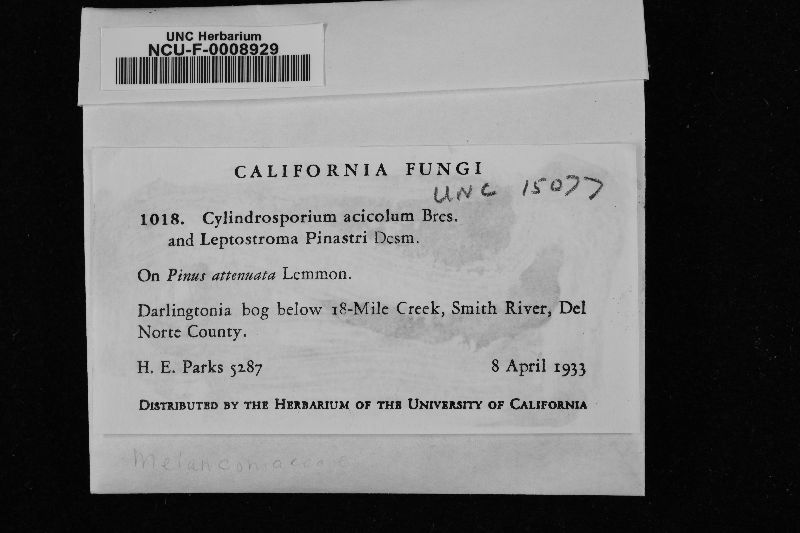 UNC Herbarium
NCU-F-0008929
CALIFORNIA FUNGI
UNC 15077
1018. Cylindrosporium acicolum Bres.
and Leptostroma Pinastri Desm.
On Pinus attenuata Lemmon.
Darlingtonia bog below 18-Mile Creek, Smith River, Del
Norte County.
H. E. Parks 5287 8 April 1933
DISTRIBUTED BY THE HERBARIUM OF THE UNIVERSITY OF CALIFORNIA
Melanconiaceae